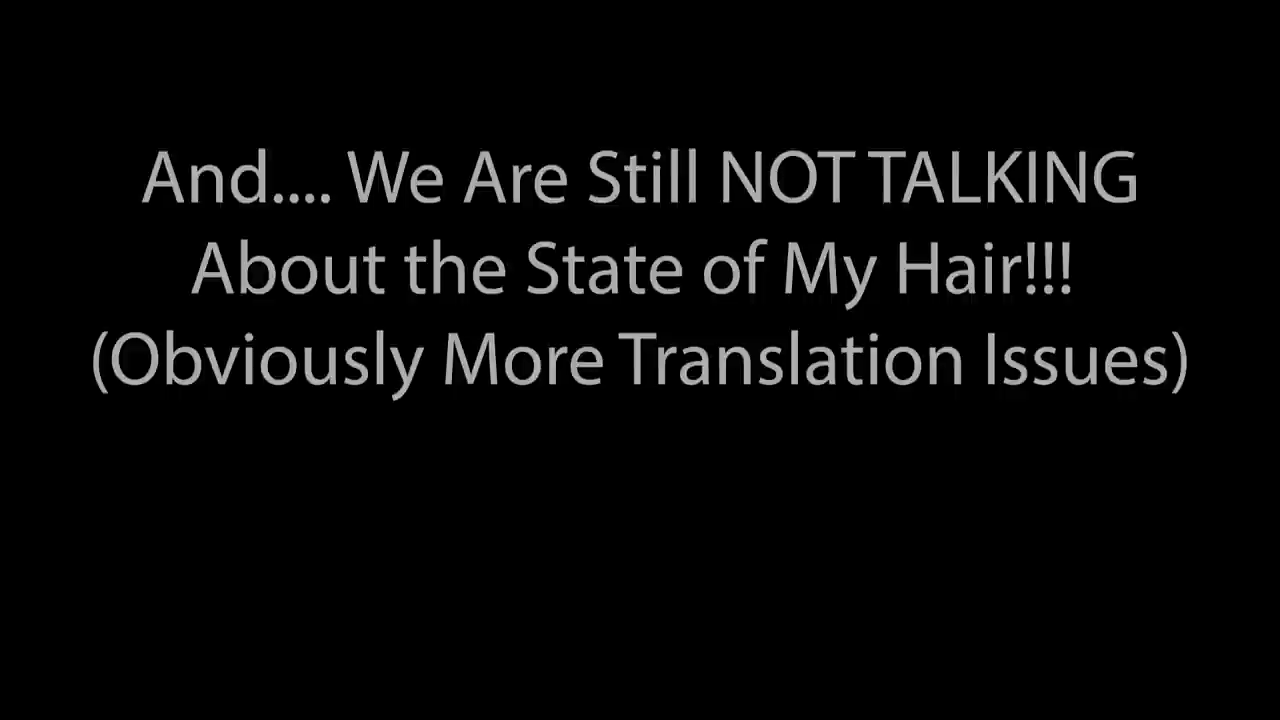 And.... We Are Still NOT TALKING
About the State of My Hair!!!
(Obviously More Translation Issues)